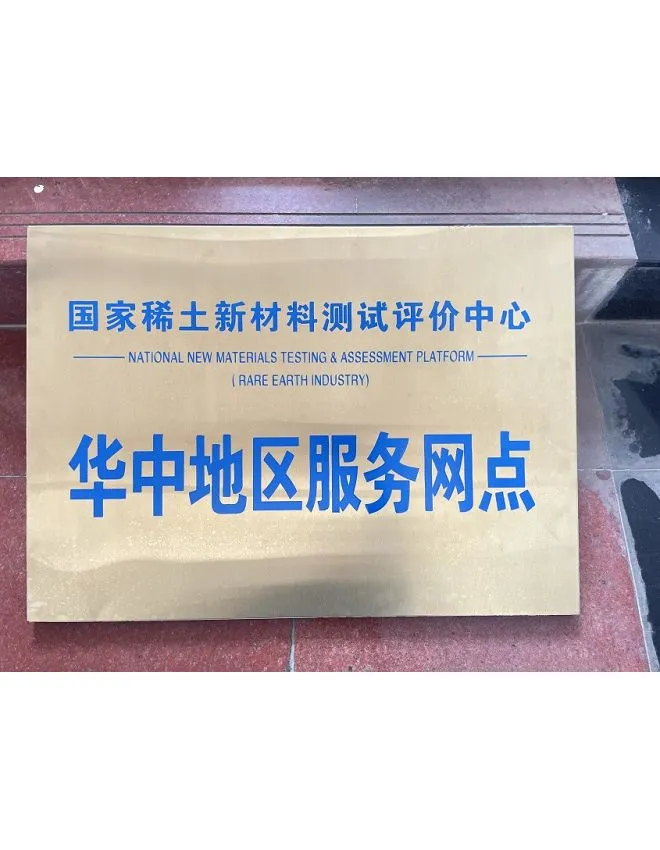 国家稀土新材料测试评价中心
NATIONAL NEW MATERIALS TESTING & ASSESSMENT PLATFORM
( RARE EARTH INDUSTRY)
华中地区服务网点